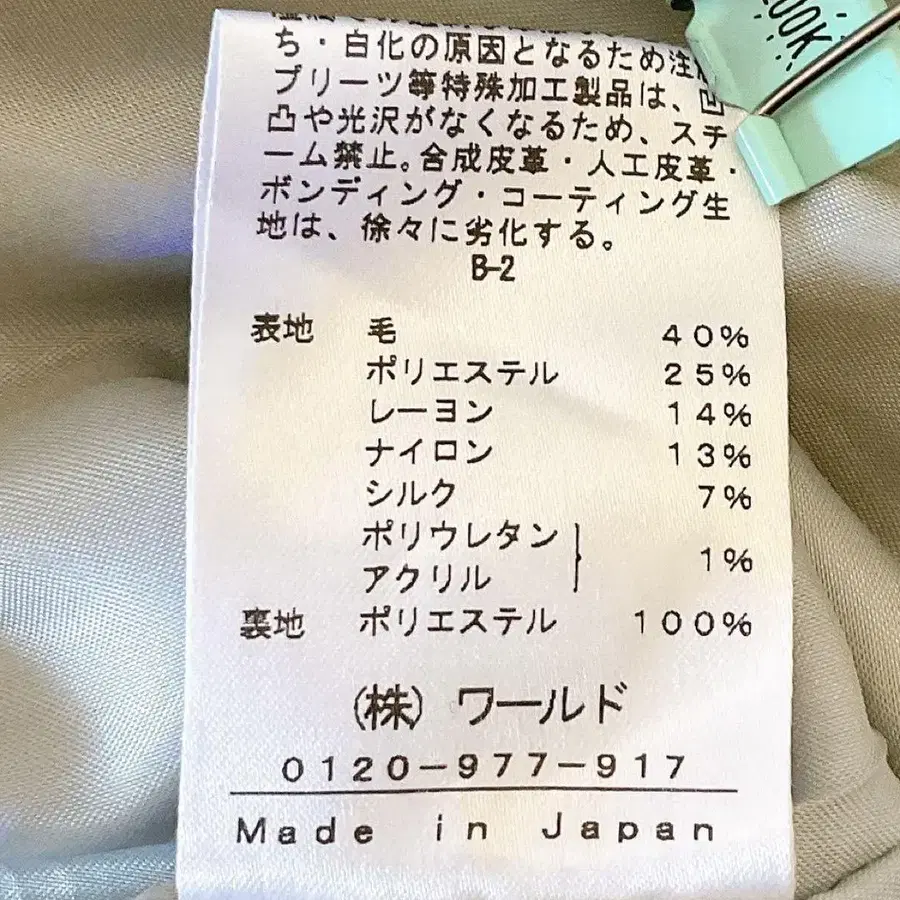 ち・白化の原因となるため注
プリーツ等特殊加工製品は、凹
凸や光沢がなくなるため、スチ
ーム禁止。合成皮革・人工皮革・
ボンディング・コーティング生
地は、徐々に劣化する。
B-2
表地 毛 40%
ポリエステル 25%
レーヨン 14%
ナイロン 13%
シルク 7%
ポリウレタン
アクリル 1%
裏地 ポリエステル 100%
(株) ワールド
0120-977-917
Made in Japan